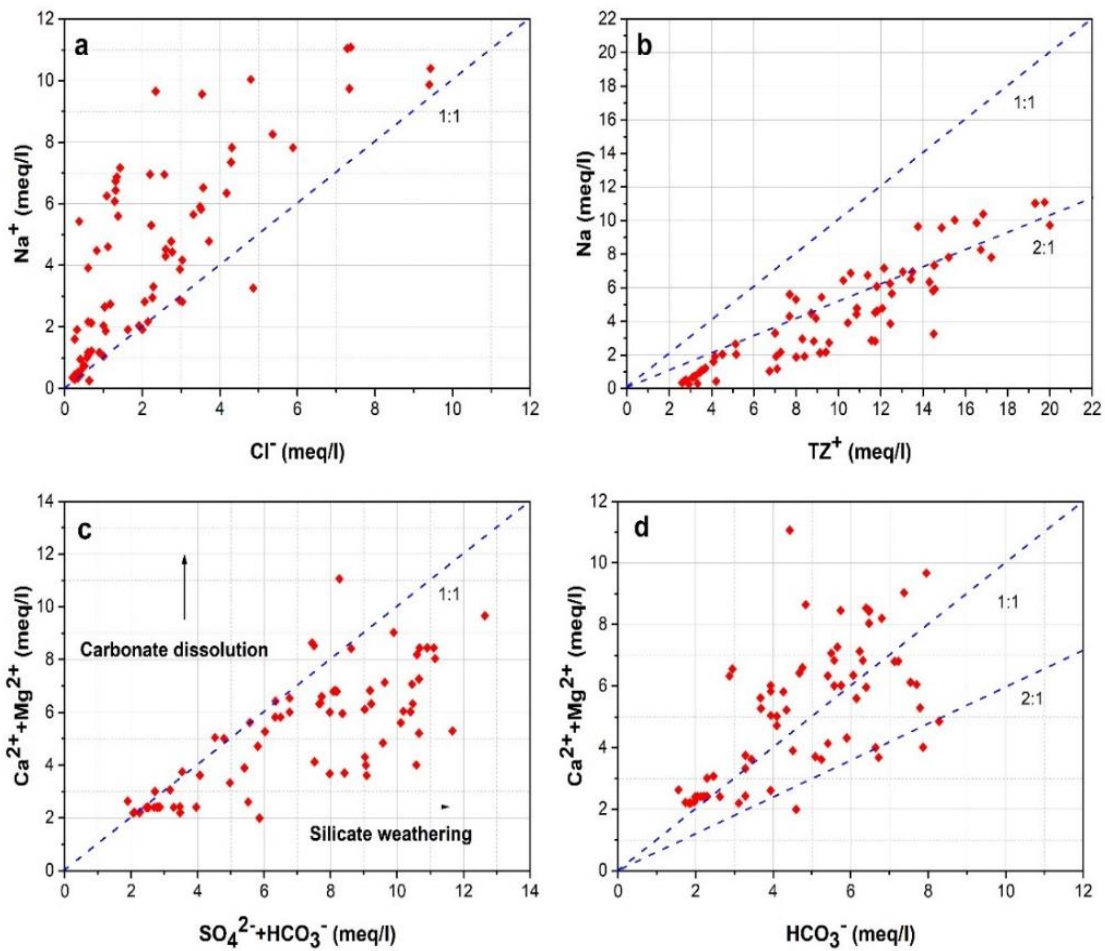 a
Na⁺ (meq/l)
12
10
8
6
4
2
0
1:1
0 2 4 6 8 10 12
Cl⁻ (meq/l)
b
Na (meq/l)
22
20
18
16
14
12
10
8
6
4
2
0
1:1
2:1
0 2 4 6 8 10 12 14 16 18 20 22
TZ⁺ (meq/l)
c
Ca²⁺+Mg²⁺ (meq/l)
14
12
10
8
6
4
2
0
1:1
Carbonate dissolution
Silicate weathering
0 2 4 6 8 10 12 14
SO₄²⁻+HCO₃⁻ (meq/l)
d
Ca²⁺+Mg²⁺ (meq/l)
12
10
8
6
4
2
0
1:1
2:1
0 2 4 6 8 10 12
HCO₃⁻ (meq/l)